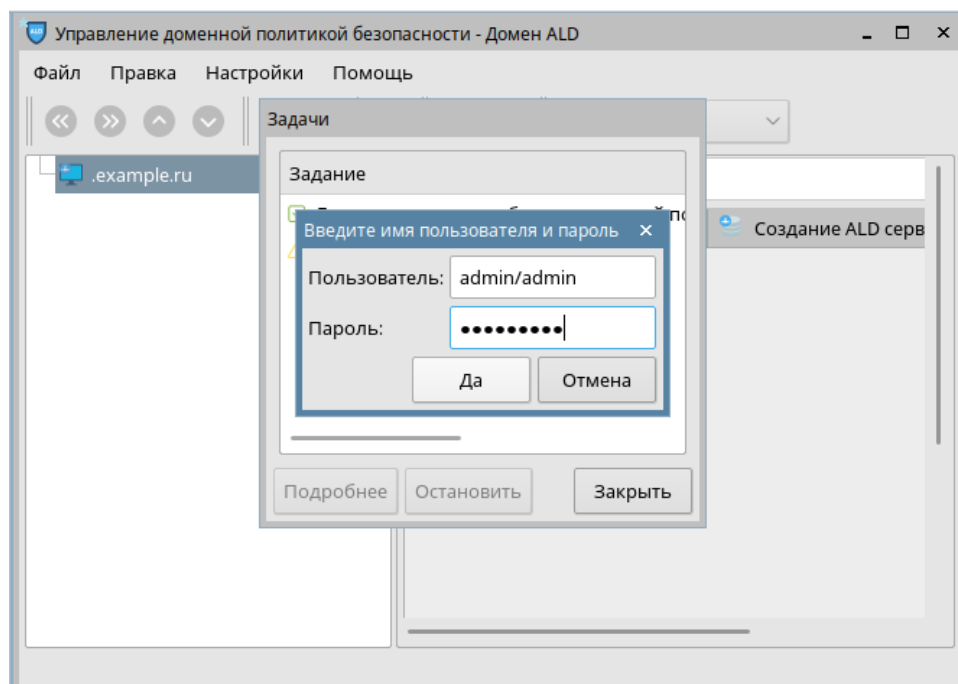 Управление доменной политикой безопасности - Домен ALD
Файл Правка Настройки Помощь
Задачи
.example.ru
Задание
Введите имя пользователя и пароль
Создание ALD серв
Пользователь: admin/admin
Пароль: •••••••••
Да Отмена
Подробнее Остановить Закрыть